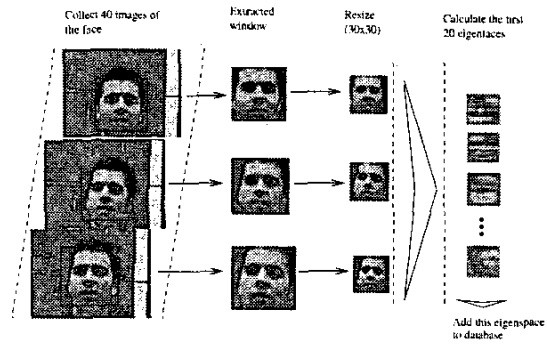 Collect 40 images of
the face
Extracted
window
Resize
(30x30)
Calculate the first
20 eigenfaces
Add this eigenspace
to database